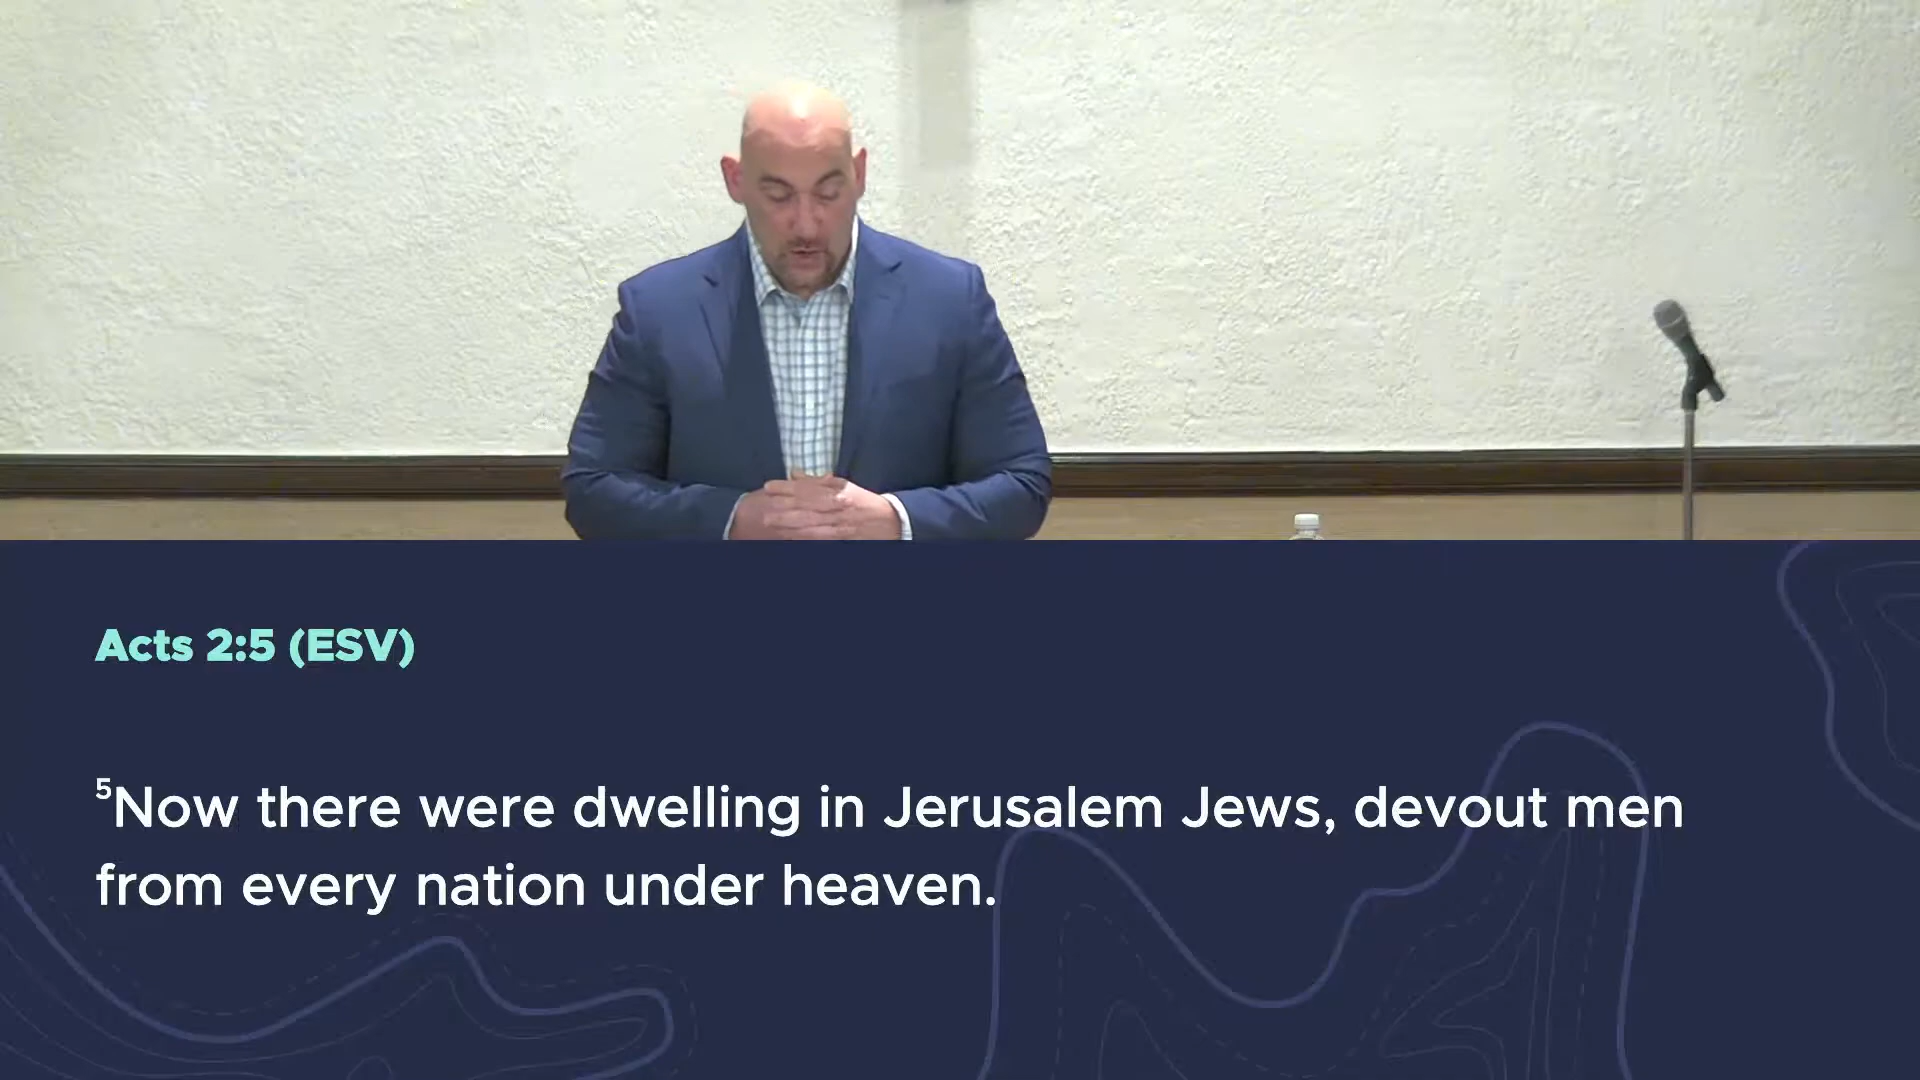 Acts 2:5 (ESV)
⁵Now there were dwelling in Jerusalem Jews, devout men
from every nation under heaven.